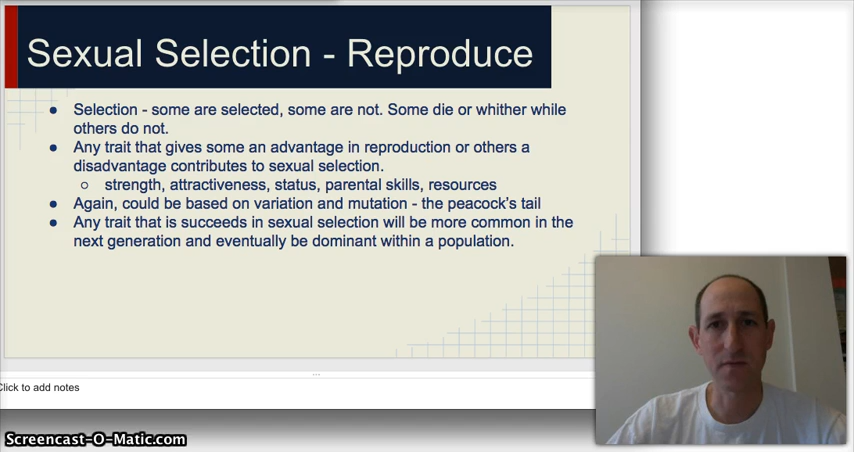 Sexual Selection - Reproduce
● Selection - some are selected, some are not. Some die or whither while
others do not.
● Any trait that gives some an advantage in reproduction or others a
disadvantage contributes to sexual selection.
○ strength, attractiveness, status, parental skills, resources
● Again, could be based on variation and mutation - the peacock's tail
● Any trait that is succeeds in sexual selection will be more common in the
next generation and eventually be dominant within a population.
Click to add notes
Screencast-O-Matic.com